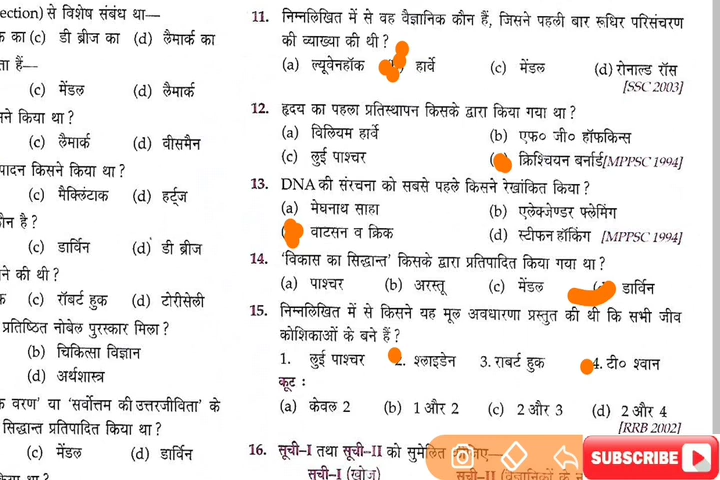 ection) से विशेष संबंध था—
क का (c) डी ब्रीज का (d) लैमार्क का
ता हैं—
(c) मेंडल (d) लैमार्क
सने किया था ?
(c) लैमार्क (d) वीसमैन
पादन किसने किया था ?
(c) मैक्लिंटाक (d) हर्ट्ज
कौन है ?
(c) डार्विन (d) डी ब्रीज
ने की थी ?
क (c) रॉबर्ट हुक (d) टोरीसेली
प्रतिष्ठित नोबेल पुरस्कार मिला ?
(b) चिकित्सा विज्ञान
(d) अर्थशास्त्र
क वरण’ या ‘सर्वोत्तम की उत्तरजीविता’ के
सिद्धान्त प्रतिपादित किया था ?
(c) मेंडल (d) डार्विन
11. निम्नलिखित में से वह वैज्ञानिक कौन हैं, जिसने पहली बार रूधिर परिसंचरण
की व्याख्या की थी ?
(a) ल्यूवेनहॉक हार्वे (c) मेंडल (d) रोनाल्ड रॉस
[SSC 2003]
12. हृदय का पहला प्रतिस्थापन किसके द्वारा किया गया था ?
(a) विलियम हार्वे (b) एफ० जी० हॉफकिन्स
(c) लुई पाश्चर क्रिश्चियन बर्नार्ड[MPPSC 1994]
13. DNA की संरचना को सबसे पहले किसने रेखांकित किया ?
(a) मेघनाथ साहा (b) एलेक्जेण्डर फ्लेमिंग
वाटसन व क्रिक (d) स्टीफन हॉकिंग [MPPSC 1994]
14. ‘विकास का सिद्धान्त’ किसके द्वारा प्रतिपादित किया गया था ?
(a) पाश्चर (b) अरस्तू (c) मेंडल डार्विन
15. निम्नलिखित में से किसने यह मूल अवधारणा प्रस्तुत की थी कि सभी जीव
कोशिकाओं के बने हैं ?
1. लुई पाश्चर 2. श्लाइडेन 3. राबर्ट हुक 4. टी० श्वान
कूट :
(a) केवल 2 (b) 1 और 2 (c) 2 और 3 (d) 2 और 4
[RRB 2002]
16. सूची-I तथा सूची-II को सुमेलित
सूची-I (खोज) सूची-II (वैज्ञानिकों के
SUBSCRIBE